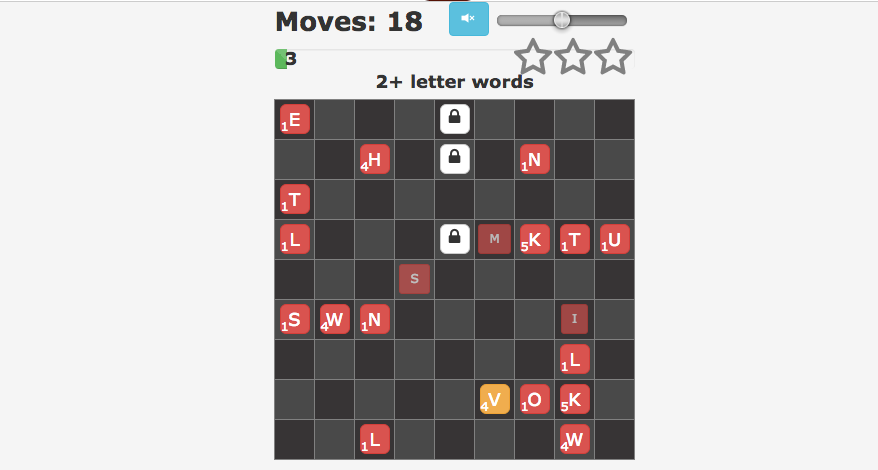 Moves: 18
3
2+ letter words
1E
4H 1N
1T
1L M 5K 1T 1U
S
1S 4W 1N I
1L
4V 1O 5K
1L 4W